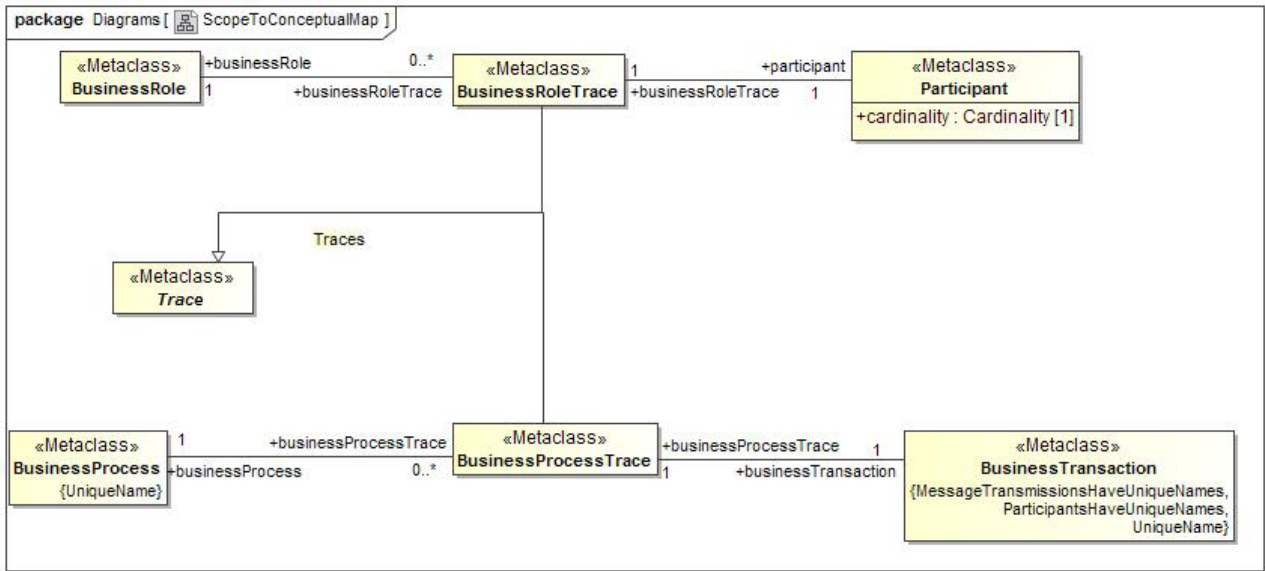 package Diagrams [ ScopeToConceptualMap ]
«Metaclass»
BusinessRole
+businessRole
1
0..*
+businessRoleTrace
«Metaclass»
BusinessRoleTrace
1
+businessRoleTrace
+participant
1
«Metaclass»
Participant
+cardinality : Cardinality [1]
Traces
«Metaclass»
Trace
«Metaclass»
BusinessProcess
{UniqueName}
1
+businessProcess
+businessProcessTrace
0..*
«Metaclass»
BusinessProcessTrace
+businessProcessTrace
1
1
+businessTransaction
«Metaclass»
BusinessTransaction
{MessageTransmissionsHaveUniqueNames,
ParticipantsHaveUniqueNames,
UniqueName}